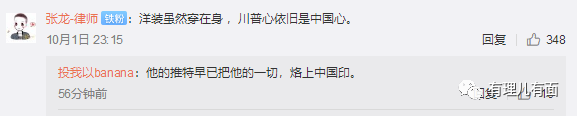 张龙-律师 铁粉：洋装虽然穿在身，川普心依旧是中国心。
10月1日 23:15 回复 348
投我以banana：他的推特早已把他的一切，烙上中国印。
56分钟前 回复
有理儿有面